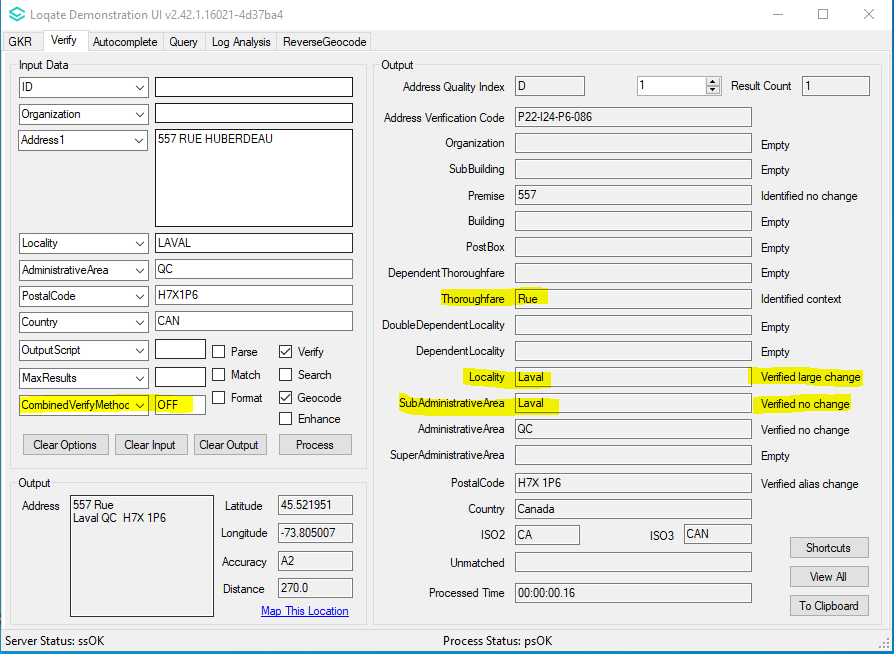 Loqate Demonstration UI v2.42.1.16021-4d37ba4
GKR Verify Autocomplete Query Log Analysis ReverseGeocode
Input Data
ID
Organization
Address1 557 RUE HUBERDEAU
Locality LAVAL
AdministrativeArea QC
PostalCode H7X1P6
Country CAN
OutputScript Parse Verify
MaxResults Match Search
CombinedVerifyMethod OFF Format Geocode
Enhance
Clear Options Clear Input Clear Output Process
Output
Address 557 Rue
Laval QC H7X 1P6
Latitude 45.521951
Longitude -73.805007
Accuracy A2
Distance 270.0
Map This Location
Output
Address Quality Index D 1 Result Count 1
Address Verification Code P22-I24-P6-086
Organization Empty
SubBuilding Empty
Premise 557 Identified no change
Building Empty
PostBox Empty
DependentThoroughfare Empty
Thoroughfare Rue Identified context
DoubleDependentLocality Empty
DependentLocality Empty
Locality Laval Verified large change
SubAdministrativeArea Laval Verified no change
AdministrativeArea QC Verified no change
SuperAdministrativeArea Empty
PostalCode H7X 1P6 Verified alias change
Country Canada
ISO2 CA ISO3 CAN
Unmatched
Processed Time 00:00:00.16
Shortcuts
View All
To Clipboard
Server Status: ssOK Process Status: psOK